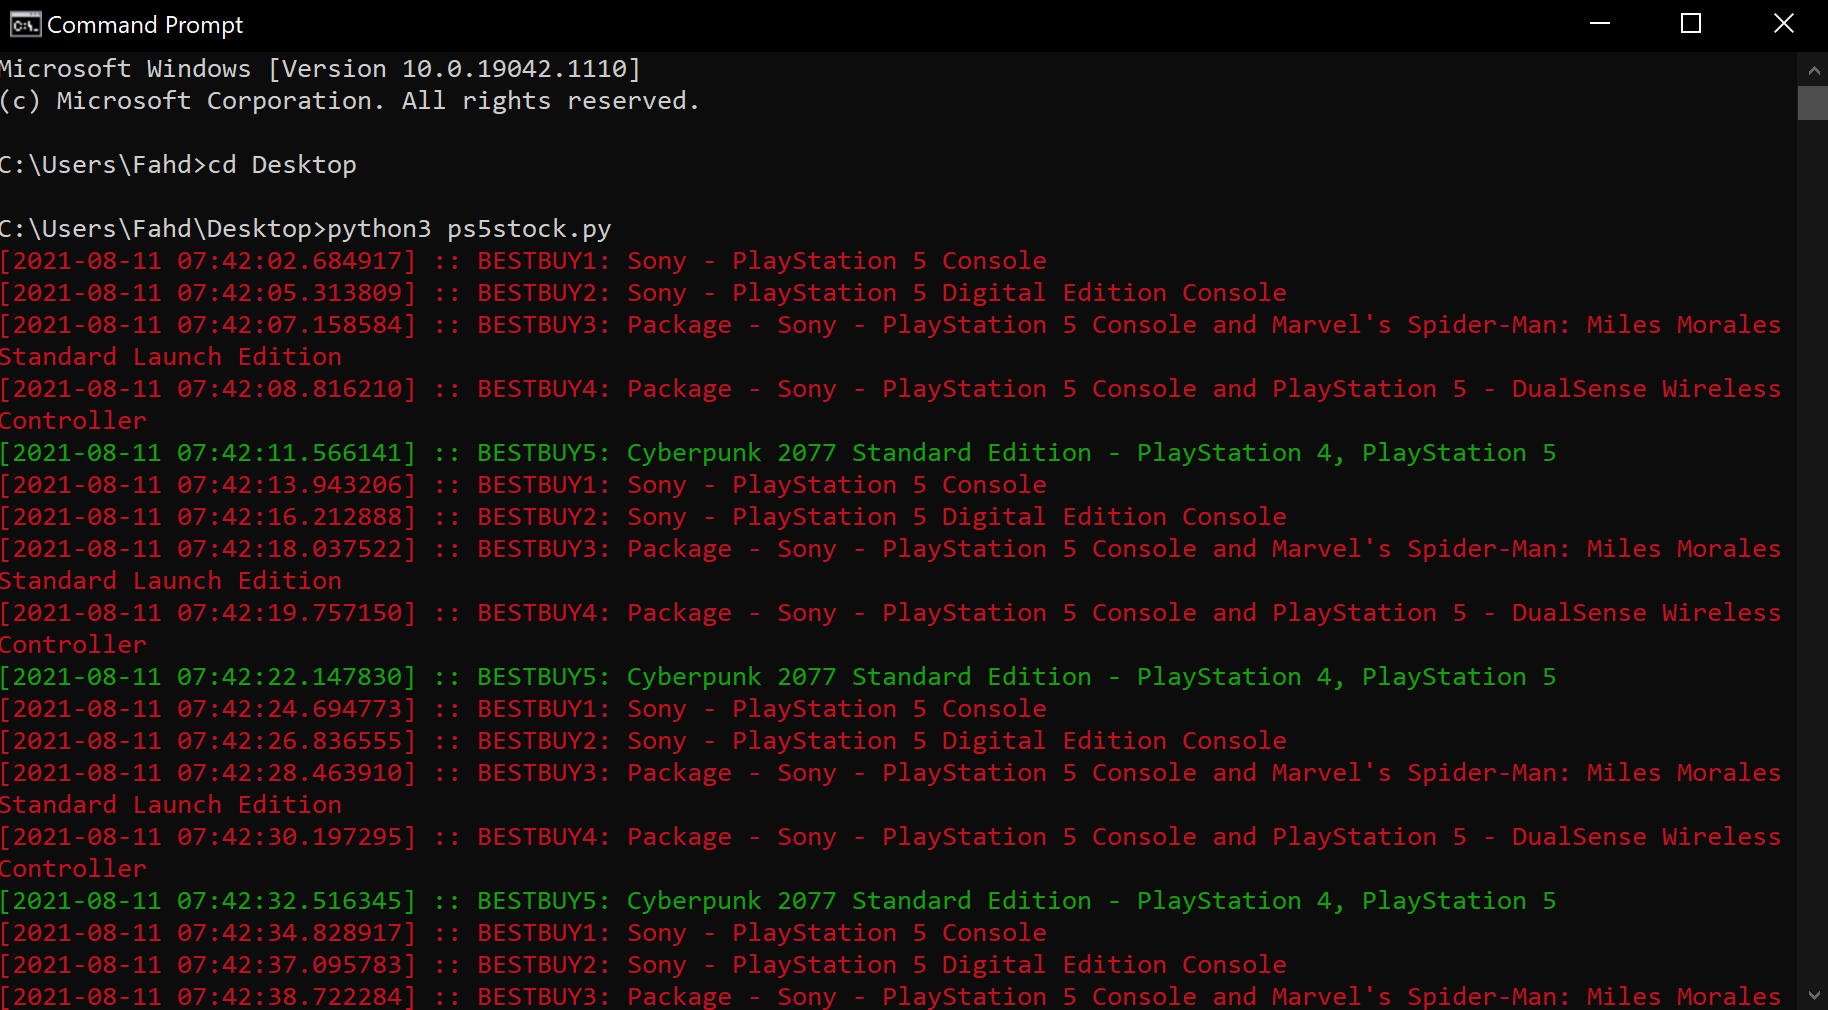 Command Prompt
Microsoft Windows [Version 10.0.19042.1110]
(c) Microsoft Corporation. All rights reserved.
C:\Users\Fahd>cd Desktop
C:\Users\Fahd\Desktop>python3 ps5stock.py
[2021-08-11 07:42:02.684917] :: BESTBUY1: Sony - PlayStation 5 Console
[2021-08-11 07:42:05.313809] :: BESTBUY2: Sony - PlayStation 5 Digital Edition Console
[2021-08-11 07:42:07.158584] :: BESTBUY3: Package - Sony - PlayStation 5 Console and Marvel's Spider-Man: Miles Morales
Standard Launch Edition
[2021-08-11 07:42:08.816210] :: BESTBUY4: Package - Sony - PlayStation 5 Console and PlayStation 5 - DualSense Wireless
Controller
[2021-08-11 07:42:11.566141] :: BESTBUY5: Cyberpunk 2077 Standard Edition - PlayStation 4, PlayStation 5
[2021-08-11 07:42:13.943206] :: BESTBUY1: Sony - PlayStation 5 Console
[2021-08-11 07:42:16.212888] :: BESTBUY2: Sony - PlayStation 5 Digital Edition Console
[2021-08-11 07:42:18.037522] :: BESTBUY3: Package - Sony - PlayStation 5 Console and Marvel's Spider-Man: Miles Morales
Standard Launch Edition
[2021-08-11 07:42:19.757150] :: BESTBUY4: Package - Sony - PlayStation 5 Console and PlayStation 5 - DualSense Wireless
Controller
[2021-08-11 07:42:22.147830] :: BESTBUY5: Cyberpunk 2077 Standard Edition - PlayStation 4, PlayStation 5
[2021-08-11 07:42:24.694773] :: BESTBUY1: Sony - PlayStation 5 Console
[2021-08-11 07:42:26.836555] :: BESTBUY2: Sony - PlayStation 5 Digital Edition Console
[2021-08-11 07:42:28.463910] :: BESTBUY3: Package - Sony - PlayStation 5 Console and Marvel's Spider-Man: Miles Morales
Standard Launch Edition
[2021-08-11 07:42:30.197295] :: BESTBUY4: Package - Sony - PlayStation 5 Console and PlayStation 5 - DualSense Wireless
Controller
[2021-08-11 07:42:32.516345] :: BESTBUY5: Cyberpunk 2077 Standard Edition - PlayStation 4, PlayStation 5
[2021-08-11 07:42:34.828917] :: BESTBUY1: Sony - PlayStation 5 Console
[2021-08-11 07:42:37.095783] :: BESTBUY2: Sony - PlayStation 5 Digital Edition Console
[2021-08-11 07:42:38.722284] :: BESTBUY3: Package - Sony - PlayStation 5 Console and Marvel's Spider-Man: Miles Morales